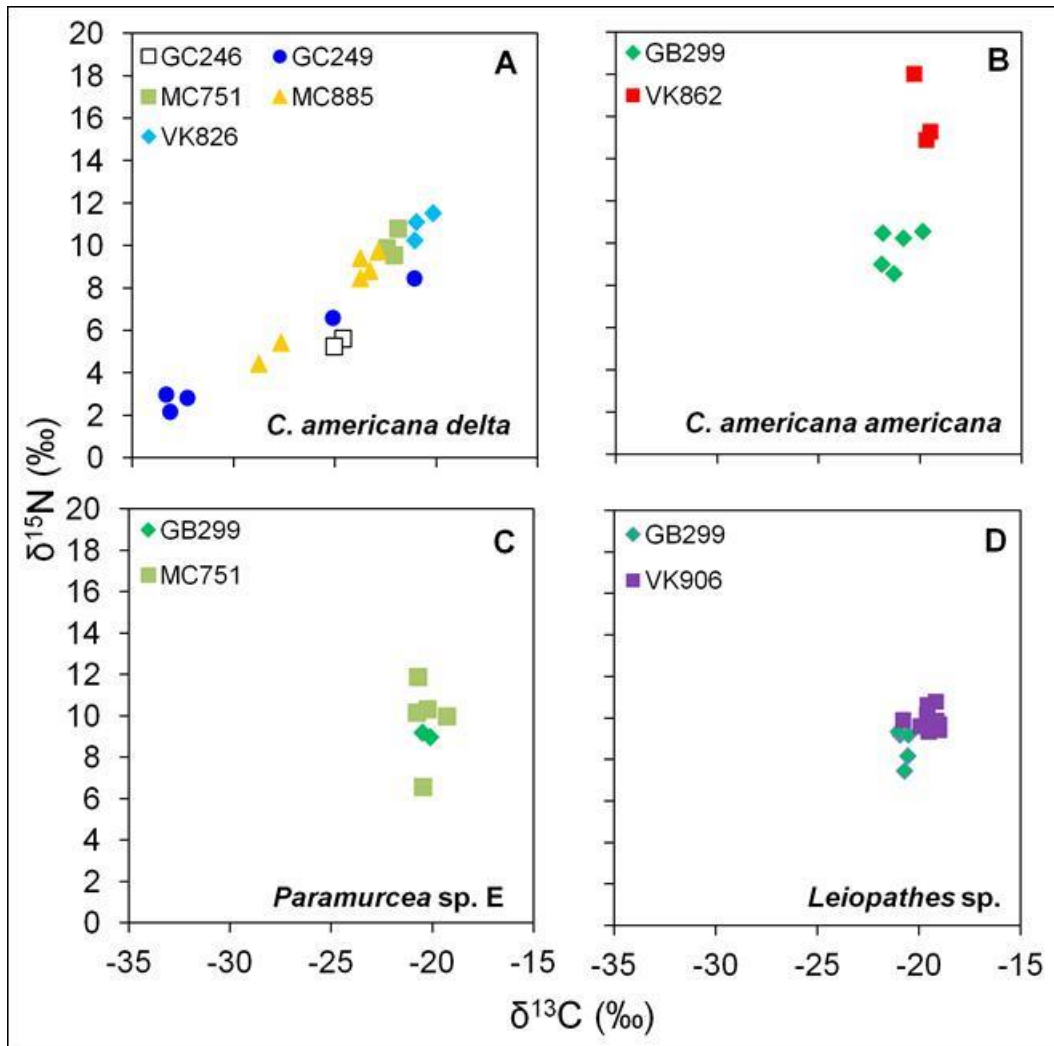 20
18
16
14
12
10
8
6
4
2
0
GC246 GC249 A
MC751 MC885
VK826
C. americana delta
GB299 B
VK862
C. americana americana
20
18
16
14
12
10
8
6
4
2
0
GB299 C
MC751
Paramurcea sp. E
GB299 D
VK906
Leiopathes sp.
-35 -30 -25 -20 -15
-35 -30 -25 -20 -15
δ¹⁵N (‰)
δ¹³C (‰)